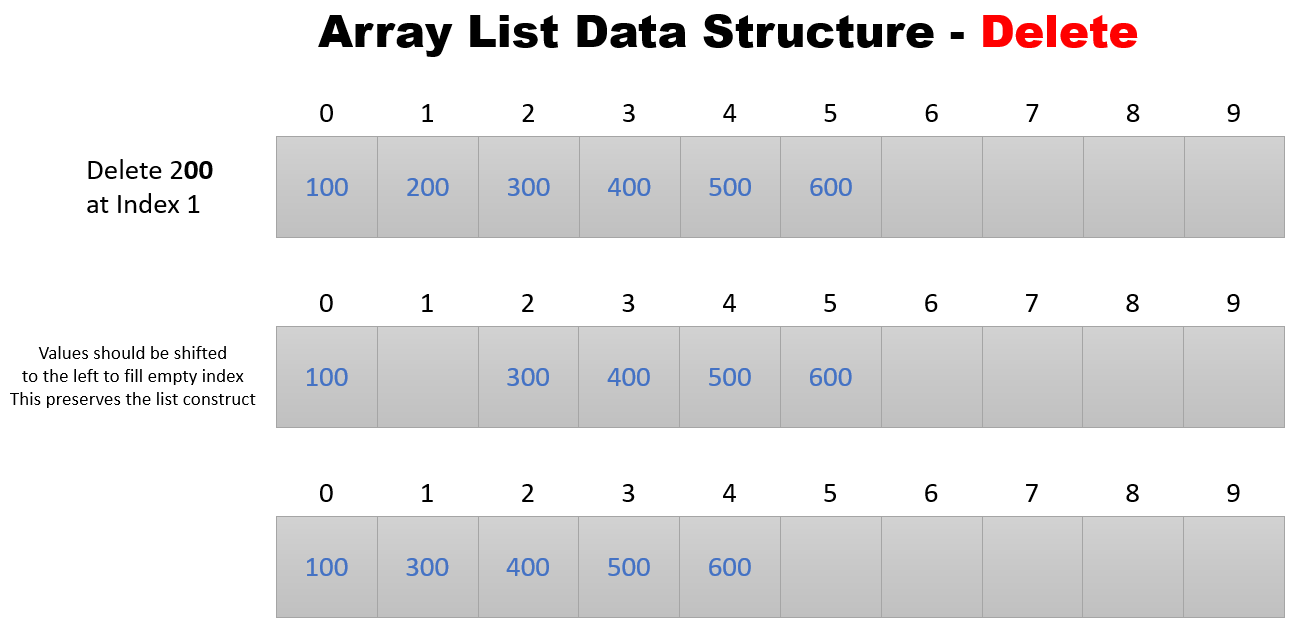 Array List Data Structure - Delete
0 1 2 3 4 5 6 7 8 9
Delete 200
at Index 1
100 200 300 400 500 600
0 1 2 3 4 5 6 7 8 9
Values should be shifted
to the left to fill empty index
This preserves the list construct
100 300 400 500 600
0 1 2 3 4 5 6 7 8 9
100 300 400 500 600